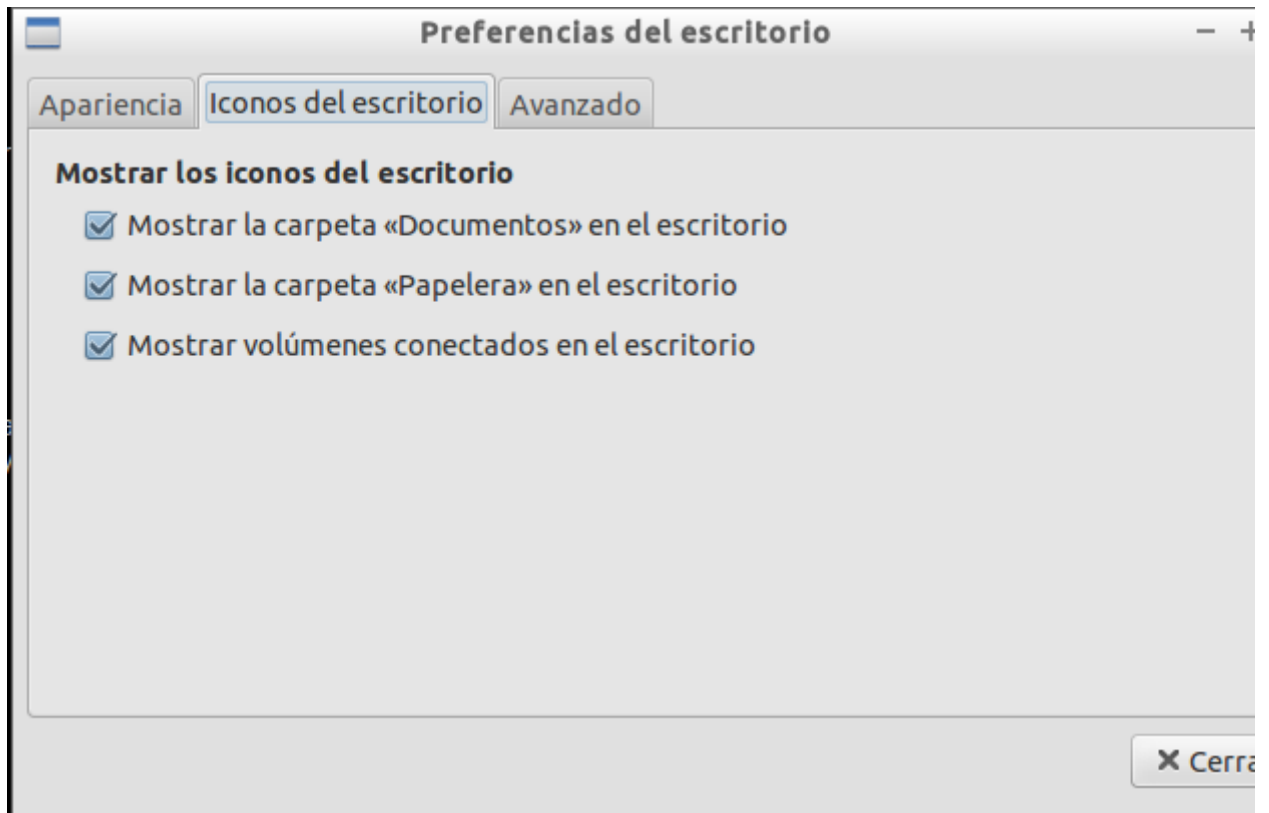 Preferencias del escritorio
Apariencia Iconos del escritorio Avanzado
Mostrar los iconos del escritorio
Mostrar la carpeta «Documentos» en el escritorio
Mostrar la carpeta «Papelera» en el escritorio
Mostrar volúmenes conectados en el escritorio
Cerra